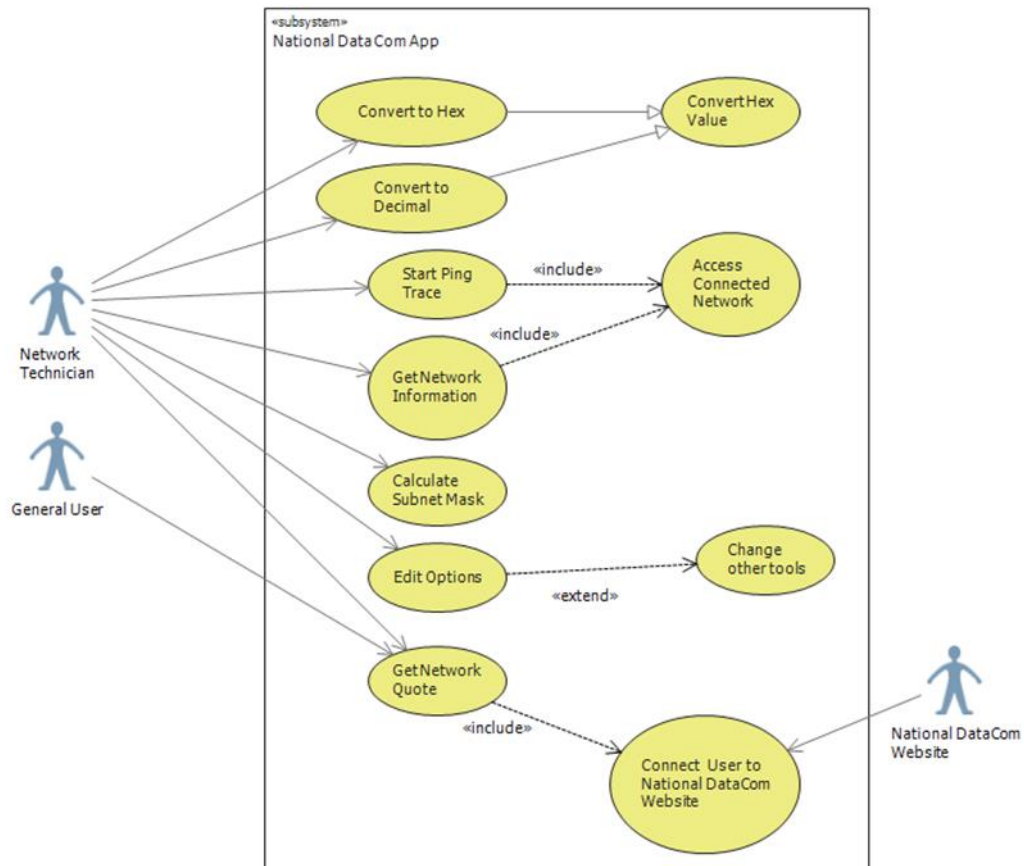 «subsystem»
National DataCom App
Convert to Hex
Convert Hex
Value
Convert to
Decimal
Start Ping
Trace
«include»
Access
Connected
Network
«include»
Get Network
Information
Network
Technician
Calculate
Subnet Mask
General User
Edit Options
«extend»
Change
other tools
Get Network
Quote
«include»
Connect User to
National DataCom
Website
National DataCom
Website